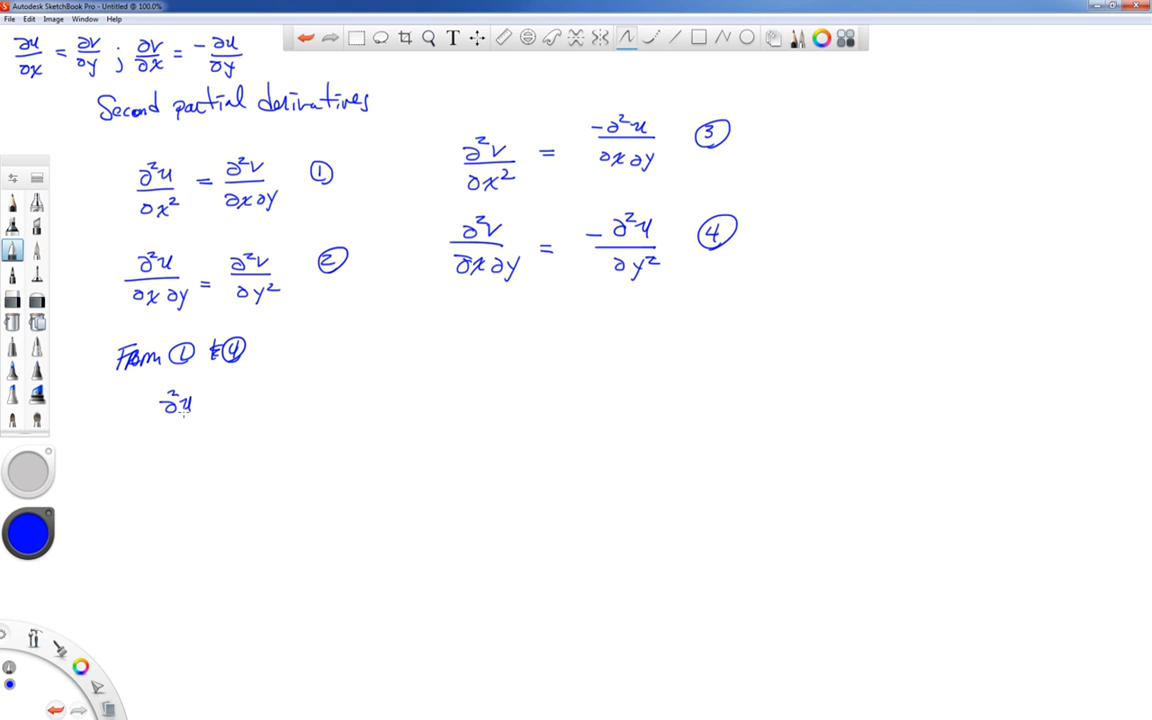 Autodesk SketchBook Pro - Untitled @ 100.0%
File Edit Image Window Help
∂u/∂x = ∂v/∂y ; ∂v/∂x = -∂u/∂y
Second partial derivatives
∂²u/∂x² = ∂²v/∂x∂y ①
∂²u/∂x∂y = ∂²v/∂y² ②
∂²v/∂x² = -∂²u/∂x∂y ③
∂²v/∂x∂y = -∂²u/∂y² ④
From ① & ④
∂²u